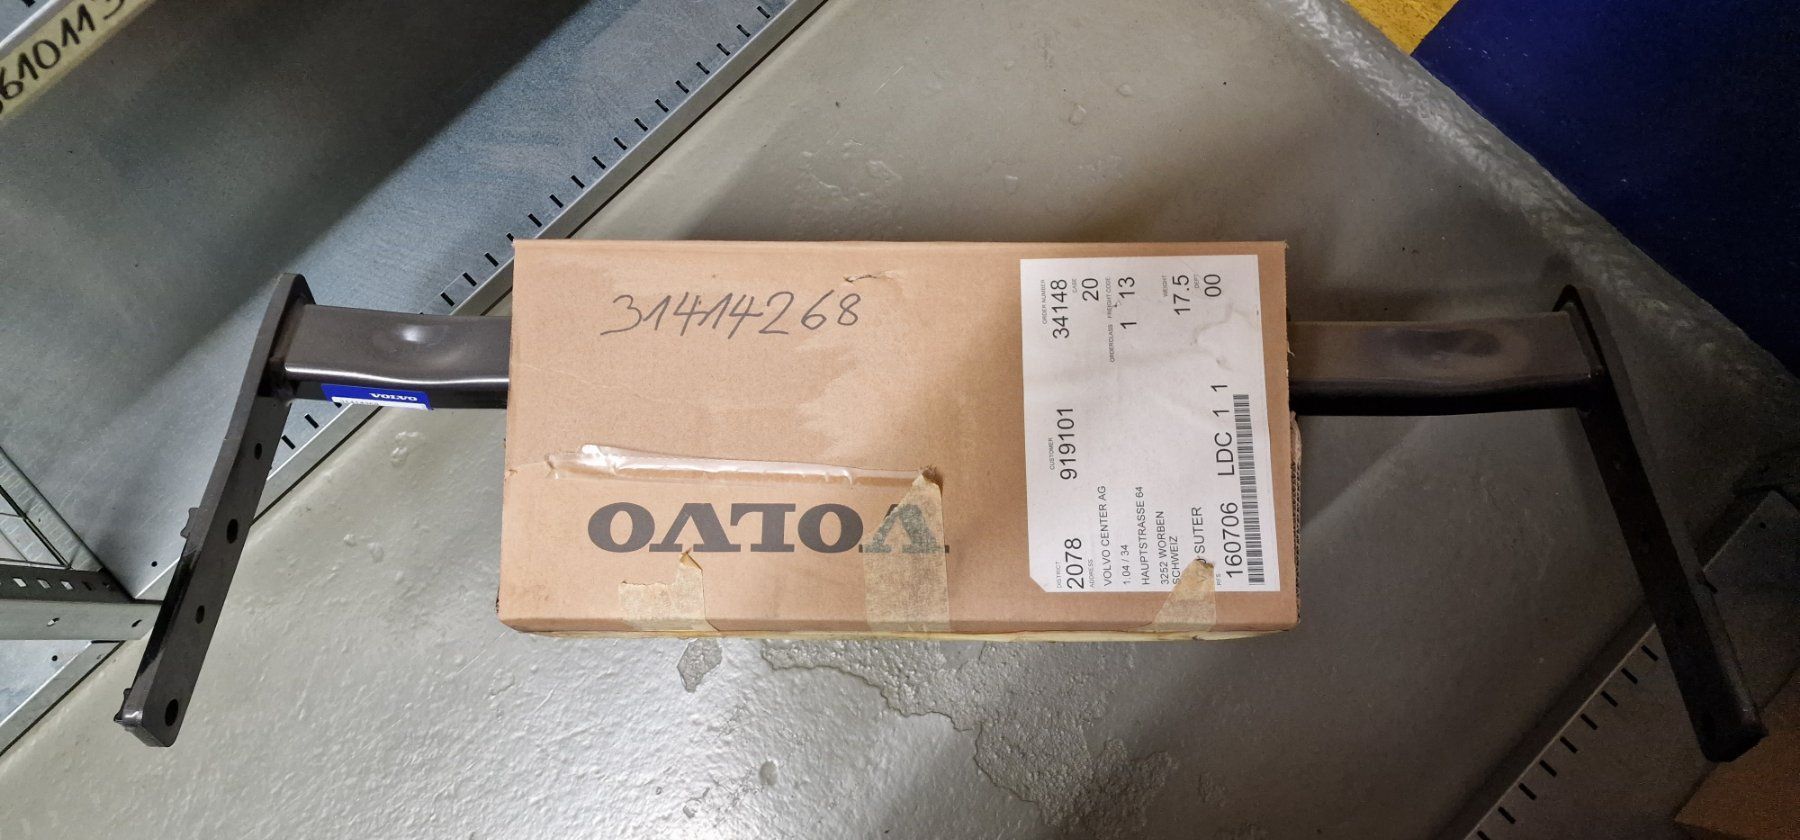 31414268
VOLVO
VOLVO
ORDER NUMBER
34148
CASE
20
ORDERCLASS FREIGHT CODE
1 13
WEIGHT
17.5
DEPT.
00
CUSTOMER
919101
DISTRICT
2078
ADDRESS
VOLVO CENTER AG
1.04 / 34
HAUPTSTRASSE 64
3252 WORBEN
SCHWEIZ
SUTER
160706 LDC 1 1